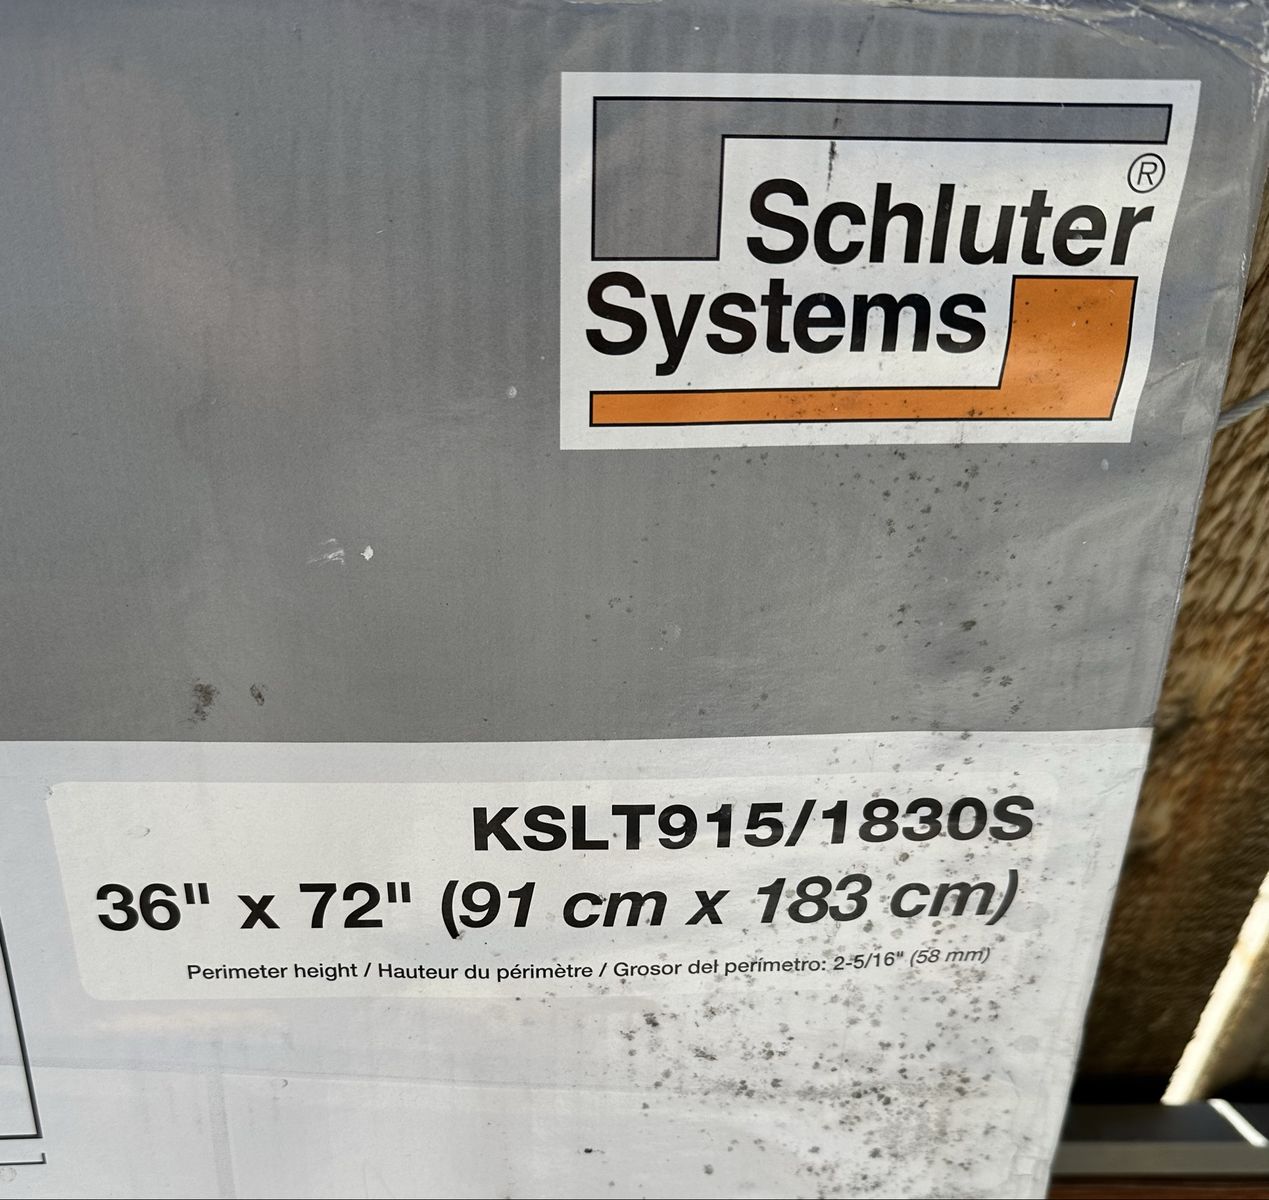 Schluter®
Systems
KSLT915/1830S
36" x 72" (91 cm x 183 cm)
Perimeter height / Hauteur du périmètre / Grosor del perímetro: 2-5/16" (58 mm)